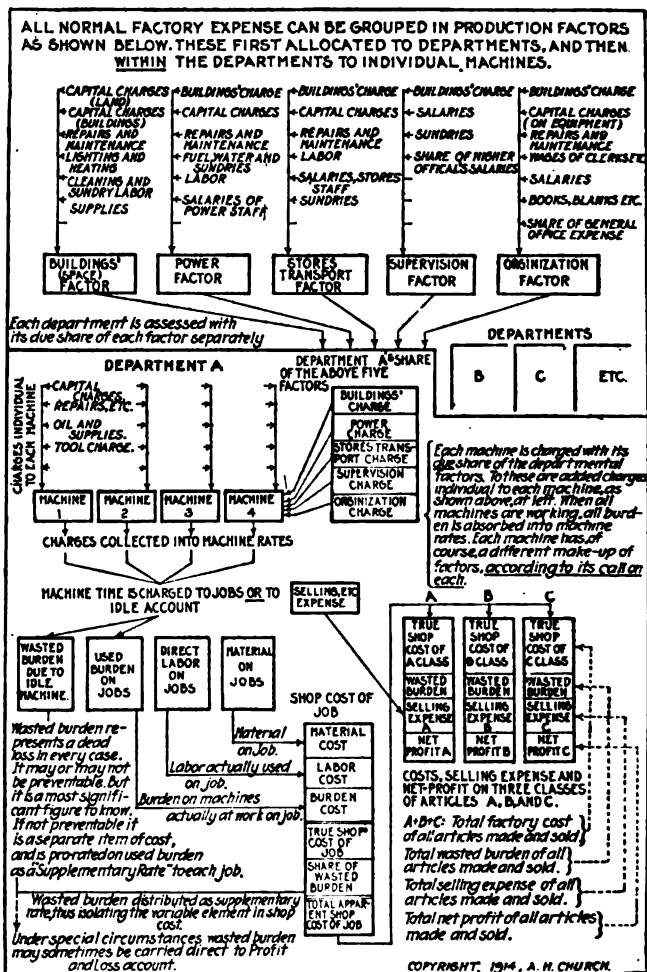 ALL NORMAL FACTORY EXPENSE CAN BE GROUPED IN PRODUCTION FACTORS
AS SHOWN BELOW. THESE FIRST ALLOCATED TO DEPARTMENTS, AND THEN
WITHIN THE DEPARTMENTS TO INDIVIDUAL MACHINES.
CAPITAL CHARGES
(LAND)
CAPITAL CHARGES
(BUILDINGS)
REPAIRS AND
MAINTENANCE
LIGHTING AND
HEATING
CLEANING AND
SUNDRY LABOR
SUPPLIES
BUILDINGS' CHARGE
CAPITAL CHARGES
REPAIRS AND
MAINTENANCE
FUEL, WATER AND
SUNDRIES
LABOR
SALARIES OF
POWER STAFF
BUILDINGS' CHARGE
CAPITAL CHARGES
REPAIRS AND
MAINTENANCE
LABOR
SALARIES, STORES
STAFF
SUNDRIES
BUILDINGS' CHARGE
SALARIES
SUNDRIES
SHARE OF HIGHER
OFFICAL'S SALARIES
BUILDINGS' CHARGE
CAPITAL CHARGES
(ON EQUIPMENT)
REPAIRS AND
MAINTENANCE
WAGES OF CLERKS ETC.
SALARIES
BOOKS, BLANKS ETC.
SHARE OF GENERAL
OFFICE EXPENSE
BUILDINGS'
(SPACE)
FACTOR
POWER
FACTOR
STORES
TRANSPORT
FACTOR
SUPERVISION
FACTOR
ORGINIZATION
FACTOR
Each department is assessed with
its due share of each factor separately
DEPARTMENTS
B
C
ETC.
DEPARTMENT A
DEPARTMENT A'S SHARE
OF THE ABOVE FIVE
FACTORS
CHARGES INDIVIDUAL
TO EACH MACHINE
CAPITAL
CHARGES,
REPAIRS, ETC.
OIL AND
SUPPLIES.
TOOL CHARGE.
BUILDINGS'
CHARGE
POWER
CHARGE
STORES TRANS-
PORT CHARGE
SUPERVISION
CHARGE
ORGINIZATION
CHARGE
MACHINE
1
MACHINE
2
MACHINE
3
MACHINE
4
Each machine is changed with its
due share of the departmental
factors. To these are added charges
individual to each machine, as
shown above, at left. When all
machines are working, all burd-
en is absorbed into machine
rates. Each machine has, of
course, a different make-up of
factors, according to its call on
each.
CHARGES COLLECTED INTO MACHINE RATES
MACHINE TIME IS CHARGED TO JOBS OR TO
IDLE ACCOUNT
SELLING, ETC
EXPENSE
WASTED
BURDEN
DUE TO
IDLE
MACHINE.
USED
BURDEN
ON
JOBS
DIRECT
LABOR
ON
JOBS
MATERIAL
ON
JOBS
Wasted burden re-
presents a dead
loss in every case.
It may or may not
be preventable. But
it is a most signifi-
cant figure to know.
If not preventable it
is a separate item of cost,
and is pro-rated on used burden
as a "Supplementary Rate" to each job.
Material
on Job.
Labor actually used
on job.
Burden on machines
actually at work on job.
SHOP COST OF
JOB
MATERIAL
COST
LABOR
COST
BURDEN
COST
TRUE SHOP
COST OF
JOB
SHARE OF
WASTED
BURDEN
TOTAL APPAR
ENT SHOP
COST OF JOB
Wasted burden distributed as supplementary
rate, thus isolating the variable element in shop
cost.
Under special circumstances wasted burden
may sometimes be carried direct to Profit
and Loss account.
A
B
C
TRUE
SHOP
COST OF
A CLASS
WASTED
BURDEN
SELLING
EXPENSE
A
NET
PROFIT A
TRUE
SHOP
COST OF
B CLASS
WASTED
BURDEN
SELLING
EXPENSE
B
NET
PROFIT B
TRUE
SHOP
COST OF
C CLASS
WASTED
BURDEN
SELLING
EXPENSE
C
NET
PROFIT C
COSTS, SELLING EXPENSE AND
NET-PROFIT ON THREE CLASSES
OF ARTICLES A, B, AND C.
A+B+C: Total factory cost
of all articles made and sold.
Total wasted burden of all
articles made and sold.
Total selling expense of all
articles made and sold.
Total net profit of all articles
made and sold.
COPYRIGHT, 1914, A. H. CHURCH.